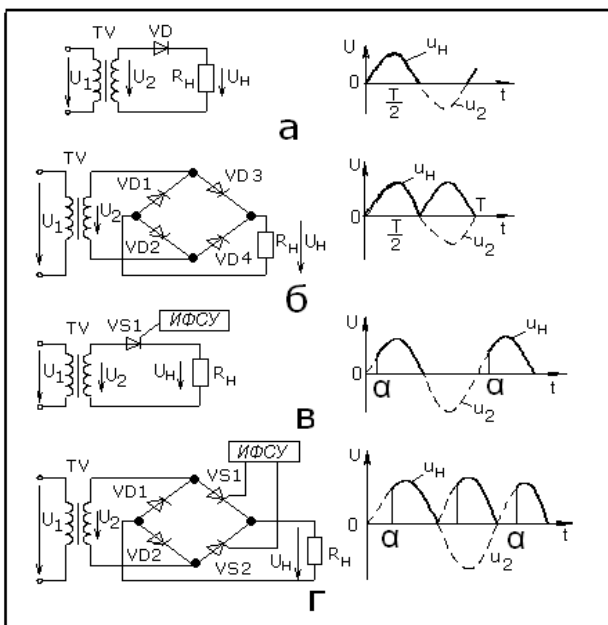 TV VD
U1 U2 RН UН
U uН
0 T/2 u2 t
а
TV VD1 VD3
U1 U2 VD2 VD4 RН UН
U uН T
0 T/2 u2 t
б
TV VS1 ИФСУ
U1 U2 UН RН
U uН
0 α u2 α t
в
ИФСУ
TV VD1 VS1
U1 U2 VD2 VS2 UН RН
U uН
0 α u2 α t
г